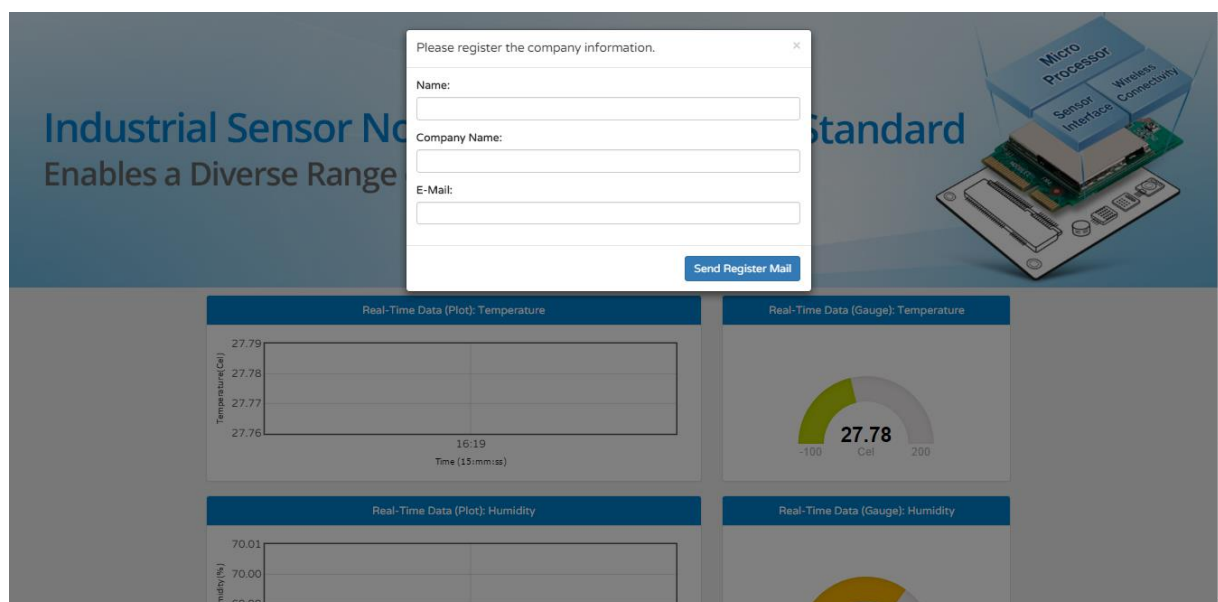 Please register the company information. ×
Name:
Company Name:
E-Mail:
Send Register Mail
Industrial Sensor
Standard
Enables a Diverse Range
Micro
Processor
Sensor
Interface
Wireless
Connectivity
Real-Time Data (Plot): Temperature
27.79
27.78
27.77
27.76
Temperature(Cel)
16:19
Time (15:mm:ss)
Real-Time Data (Gauge): Temperature
27.78
-100 Cel 200
Real-Time Data (Plot): Humidity
70.01
70.00
Real-Time Data (Gauge): Humidity